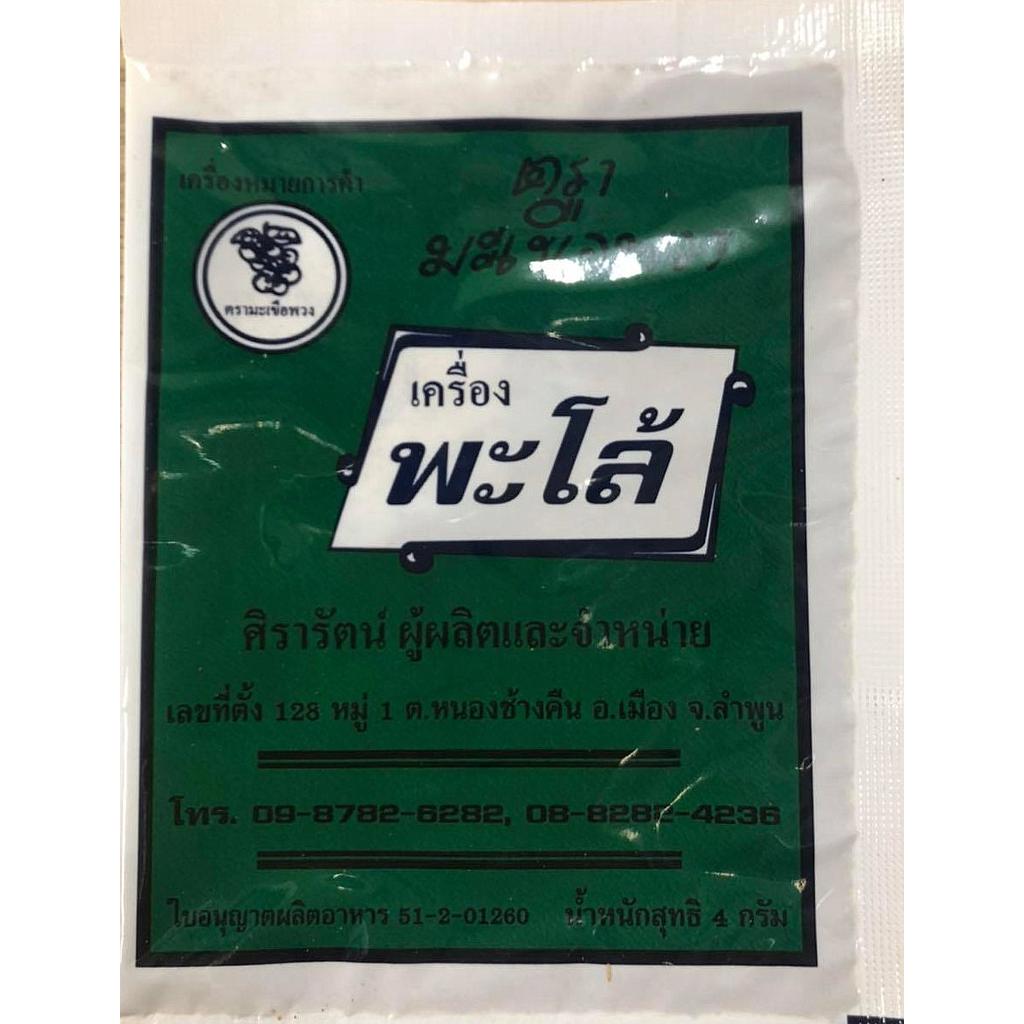 เครื่องหมายการค้า
ตรามะเขือพวง
ตรา
เครื่อง
พะโล้
ศิรารัตน์ ผู้ผลิตและจำหน่าย
เลขที่ตั้ง 128 หมู่ 1 ต.หนองช้างคืน อ.เมือง จ.ลำพูน
โทร. 09-8782-6282, 08-8282-4236
ใบอนุญาตผลิตอาหาร 51-2-01260 น้ำหนักสุทธิ 4 กรัม